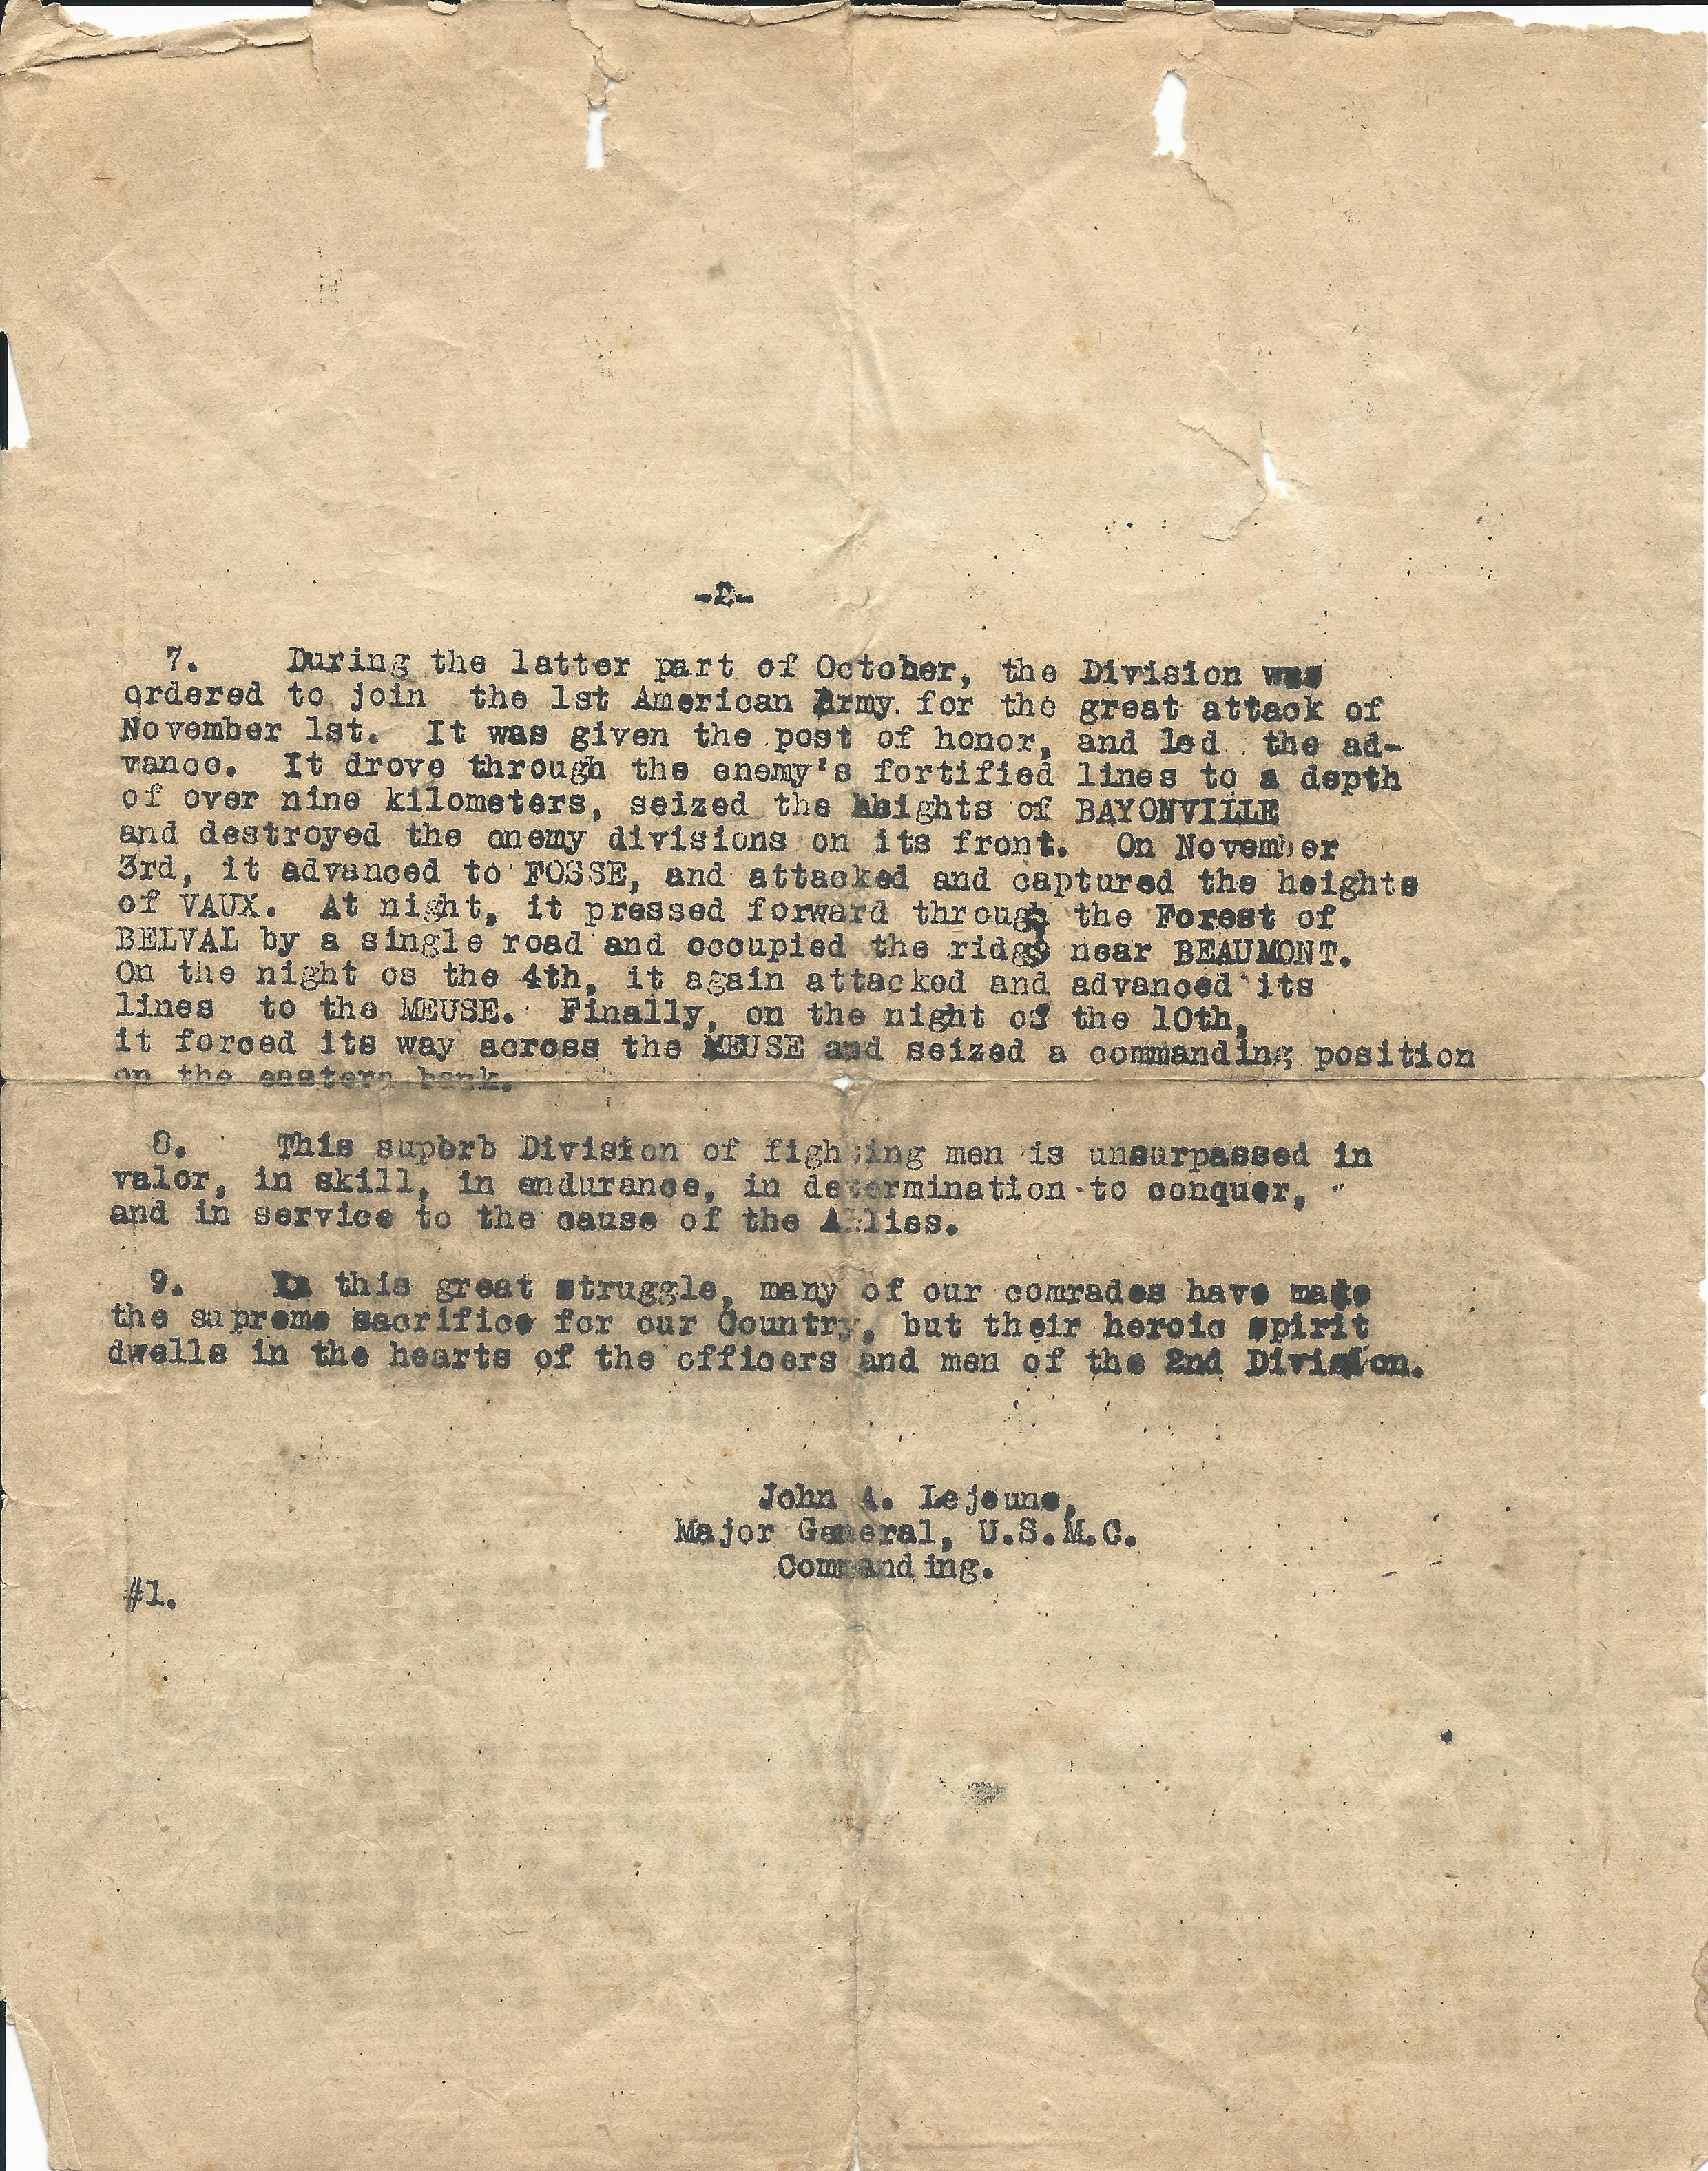 -2-
7. During the latter part of October, the Division was
ordered to join the 1st American Army for the great attack of
November 1st. It was given the post of honor, and led the ad-
vance. It drove through the enemy's fortified lines to a depth
of over nine kilometers, seized the heights of BAYONVILLE
and destroyed the enemy divisions on its front. On November
3rd, it advanced to FOSSE, and attacked and captured the heights
of VAUX. At night, it pressed forward through the Forest of
BELVAL by a single road and occupied the ridge near BEAUMONT.
On the night os the 4th, it again attacked and advanced its
lines to the MEUSE. Finally, on the night of the 10th,
it forced its way across the MEUSE and seized a commanding position
on the eastern bank.
8. This superb Division of fighting men is unsurpassed in
valor, in skill, in endurance, in determination to conquer,
and in service to the cause of the Allies.
9. In this great struggle, many of our comrades have made
the supreme sacrifice for our Country, but their heroic spirit
dwells in the hearts of the officers and men of the 2nd Division.
John A. Lejeune,
Major General, U.S.M.C.
Commanding.
#1.